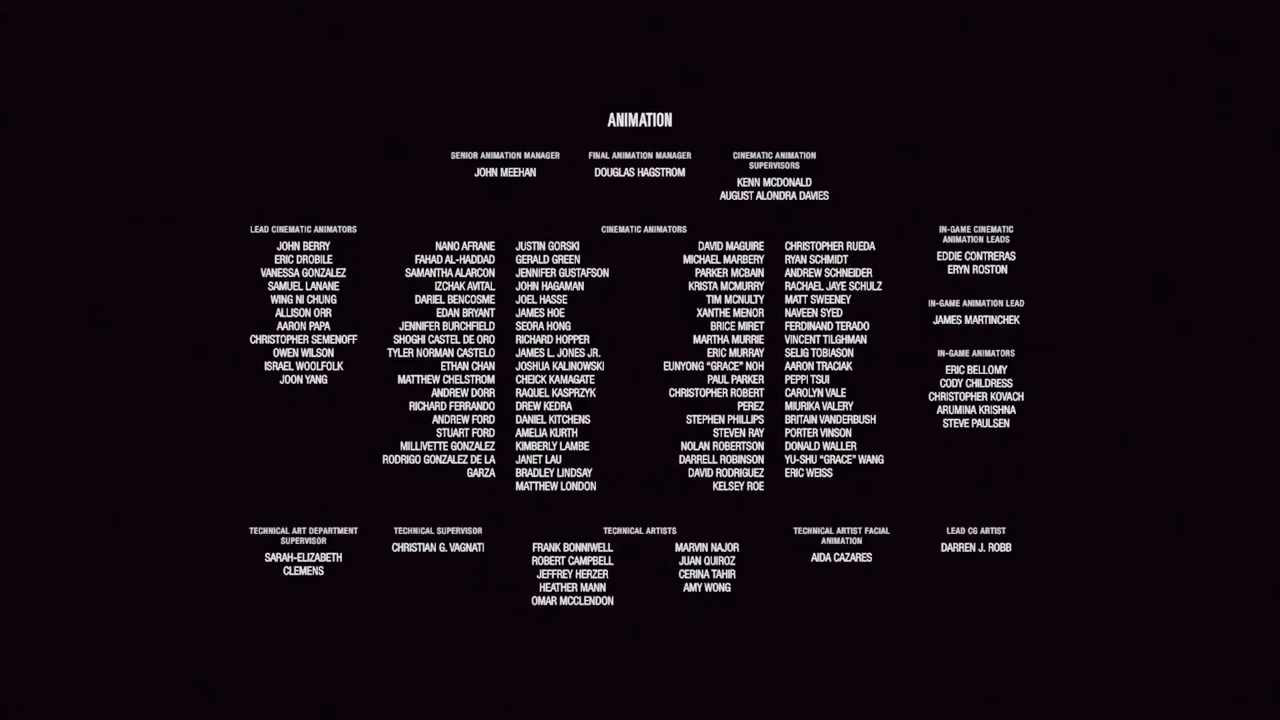 ANIMATION
SENIOR ANIMATION MANAGER
JOHN MEEHAN
FINAL ANIMATION MANAGER
DOUGLAS HAGSTROM
CINEMATIC ANIMATION
SUPERVISORS
KENN MCDONALD
AUGUST ALONDRA DAVIES
LEAD CINEMATIC ANIMATORS
JOHN BERRY
ERIC DROBILE
VANESSA GONZALEZ
SAMUEL LANANE
WING NI CHUNG
ALLISON ORR
AARON PAPA
CHRISTOPHER SEMENOFF
OWEN WILSON
ISRAEL WOOLFOLK
JOON YANG
CINEMATIC ANIMATORS
NANO AFRANE
FAHAD AL-HADDAD
SAMANTHA ALARCON
IZCHAK AVITAL
DARIEL BENCOSME
EDAN BRYANT
JENNIFER BURCHFIELD
SHOGHI CASTEL DE ORO
TYLER NORMAN CASTELO
ETHAN CHAN
MATTHEW CHELSTROM
ANDREW DORR
RICHARD FERRANDO
ANDREW FORD
STUART FORD
MILLIVETTE GONZALEZ
RODRIGO GONZALEZ DE LA
GARZA
JUSTIN GORSKI
GERALD GREEN
JENNIFER GUSTAFSON
JOHN HAGAMAN
JOEL HASSE
JAMES HOE
SEORA HONG
RICHARD HOPPER
JAMES L. JONES JR.
JOSHUA KALINOWSKI
CHEICK KAMAGATE
RAQUEL KASPRZYK
DREW KEDRA
DANIEL KITCHENS
AMELIA KURTH
KIMBERLY LAMBE
JANET LAU
BRADLEY LINDSAY
MATTHEW LONDON
DAVID MAGUIRE
MICHAEL MARBERY
PARKER MCBAIN
KRISTA MCMURRY
TIM MCNULTY
XANTHE MENOR
BRICE MIRET
MARTHA MURRIE
ERIC MURRAY
EUNYONG “GRACE” NOH
PAUL PARKER
CHRISTOPHER ROBERT
PEREZ
STEPHEN PHILLIPS
STEVEN RAY
NOLAN ROBERTSON
DARRELL ROBINSON
DAVID RODRIGUEZ
KELSEY ROE
CHRISTOPHER RUEDA
RYAN SCHMIDT
ANDREW SCHNEIDER
RACHAEL JAYE SCHULZ
MATT SWEENEY
NAVEEN SYED
FERDINAND TERADO
VINCENT TILGHMAN
SELIG TOBIASON
AARON TRACIAK
PEPPI TSUI
CAROLYN VALE
MIURIKA VALERY
BRITAIN VANDERBUSH
PORTER VINSON
DONALD WALLER
YU-SHU “GRACE” WANG
ERIC WEISS
IN-GAME CINEMATIC
ANIMATION LEADS
EDDIE CONTRERAS
ERYN ROSTON
IN-GAME ANIMATION LEAD
JAMES MARTINCHEK
IN-GAME ANIMATORS
ERIC BELLOMY
CODY CHILDRESS
CHRISTOPHER KOVACH
ARUMINA KRISHNA
STEVE PAULSEN
TECHNICAL ART DEPARTMENT
SUPERVISOR
SARAH-ELIZABETH
CLEMENS
TECHNICAL SUPERVISOR
CHRISTIAN G. VAGNATI
TECHNICAL ARTISTS
FRANK BONNIWELL
ROBERT CAMPBELL
JEFFREY HERZER
HEATHER MANN
OMAR MCCLENDON
MARVIN NAJOR
JUAN QUIROZ
CERINA TAHIR
AMY WONG
TECHNICAL ARTIST FACIAL
ANIMATION
AIDA CAZARES
LEAD CG ARTIST
DARREN J. ROBB